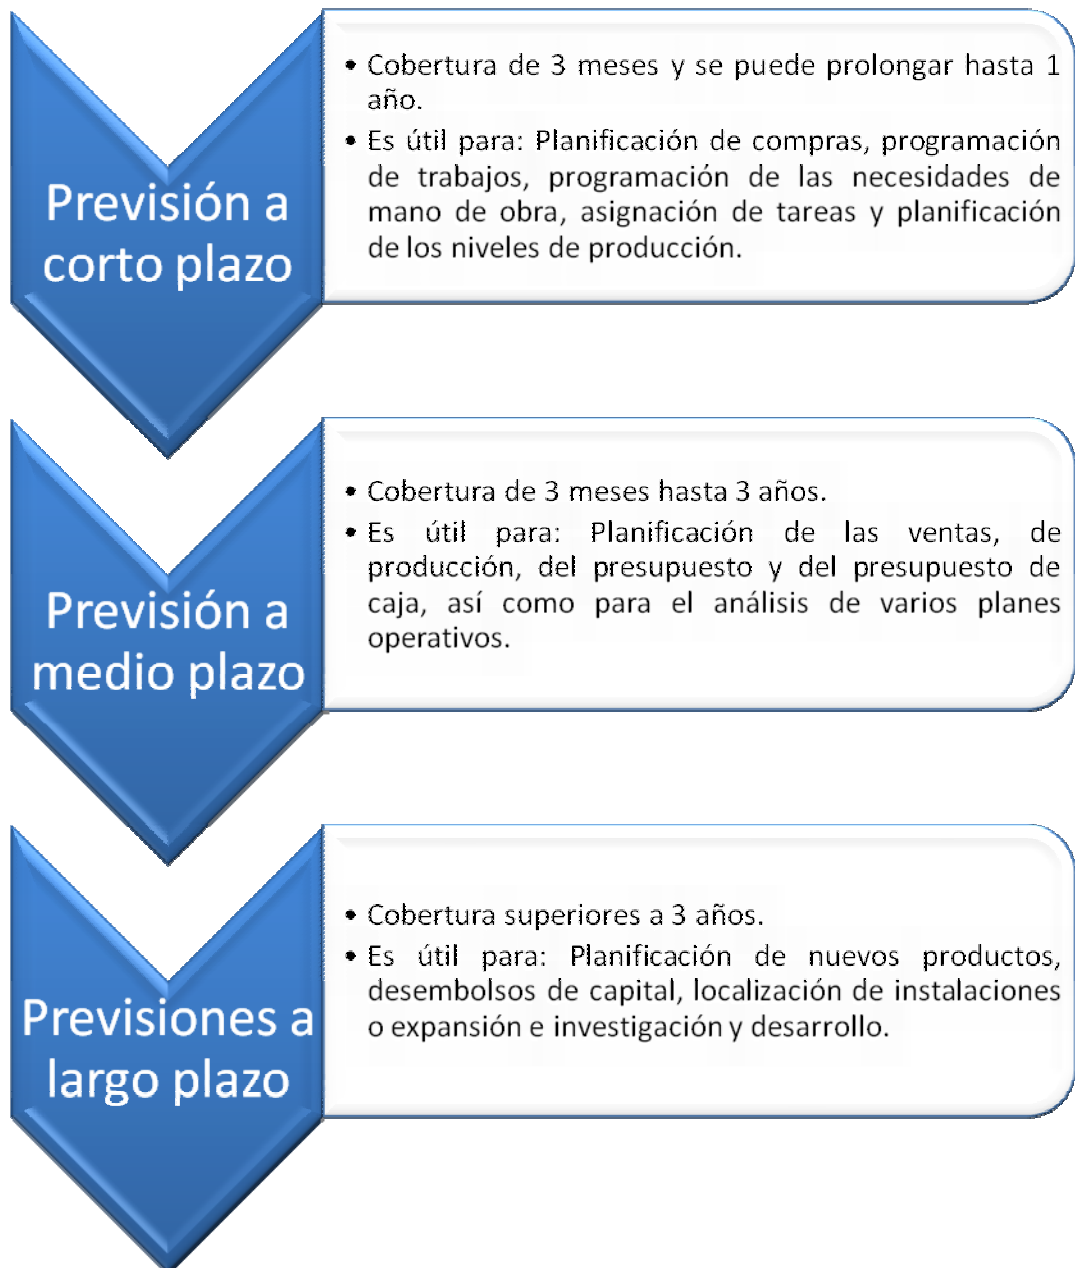 Previsión a
corto plazo
• Cobertura de 3 meses y se puede prolongar hasta 1
año.
• Es útil para: Planificación de compras, programación
de trabajos, programación de las necesidades de
mano de obra, asignación de tareas y planificación
de los niveles de producción.
Previsión a
medio plazo
• Cobertura de 3 meses hasta 3 años.
• Es útil para: Planificación de las ventas, de
producción, del presupuesto y del presupuesto de
caja, así como para el análisis de varios planes
operativos.
Previsiones a
largo plazo
• Cobertura superiores a 3 años.
• Es útil para: Planificación de nuevos productos,
desembolsos de capital, localización de instalaciones
o expansión e investigación y desarrollo.